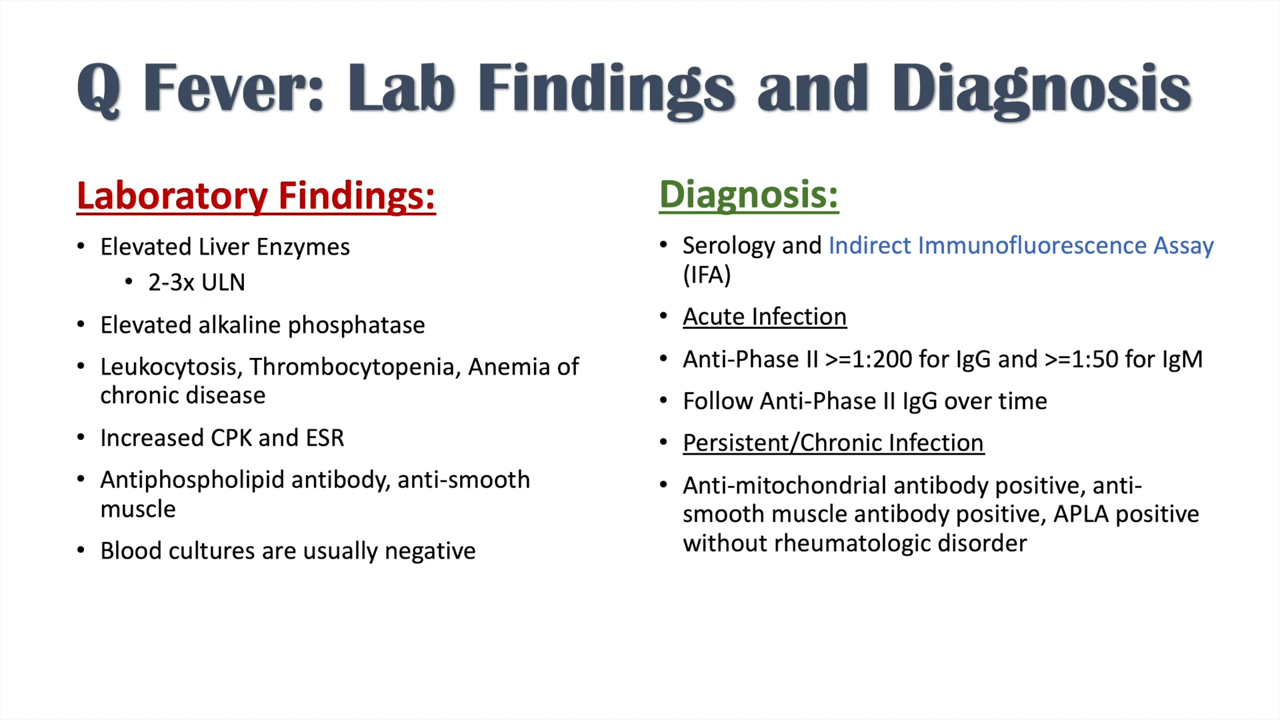 Q Fever: Lab Findings and Diagnosis
Laboratory Findings:
• Elevated Liver Enzymes
• 2-3x ULN
• Elevated alkaline phosphatase
• Leukocytosis, Thrombocytopenia, Anemia of
chronic disease
• Increased CPK and ESR
• Antiphospholipid antibody, anti-smooth
muscle
• Blood cultures are usually negative
Diagnosis:
• Serology and Indirect Immunofluorescence Assay
(IFA)
• Acute Infection
• Anti-Phase II >=1:200 for IgG and >=1:50 for IgM
• Follow Anti-Phase II IgG over time
• Persistent/Chronic Infection
• Anti-mitochondrial antibody positive, anti-
smooth muscle antibody positive, APLA positive
without rheumatologic disorder